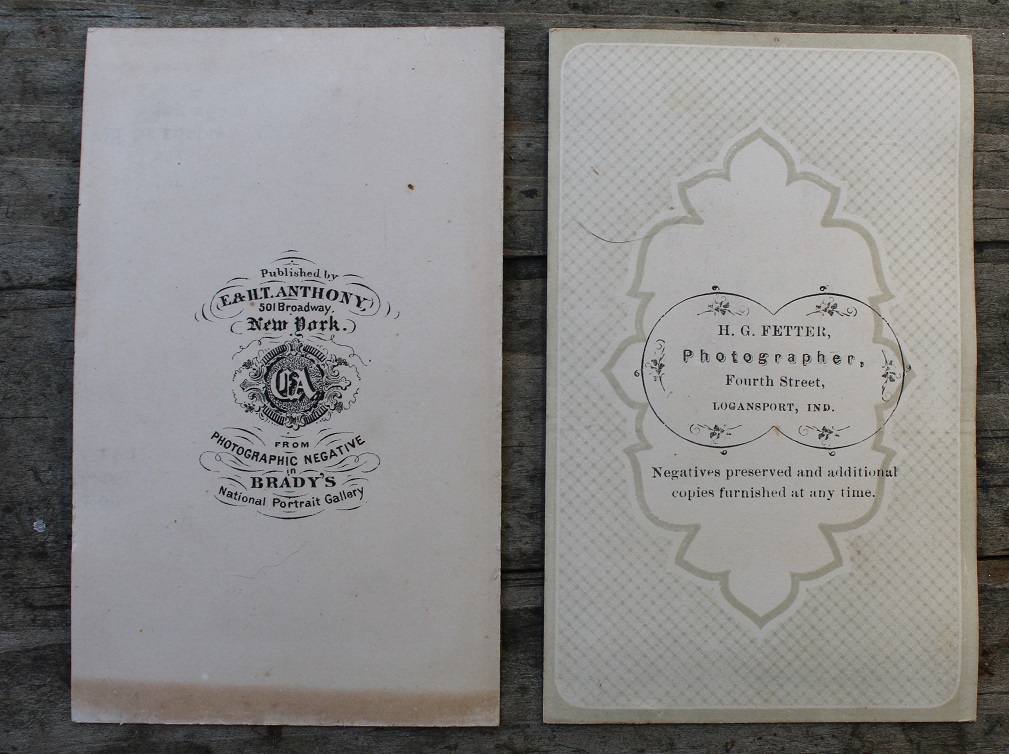 Published by
E. & H.T. ANTHONY,
501 Broadway,
New York.
EA
FROM
PHOTOGRAPHIC NEGATIVE
in
BRADY'S
National Portrait Gallery
H. G. FETTER,
Photographer,
Fourth Street,
LOGANSPORT, IND.
Negatives preserved and additional
copies furnished at any time.